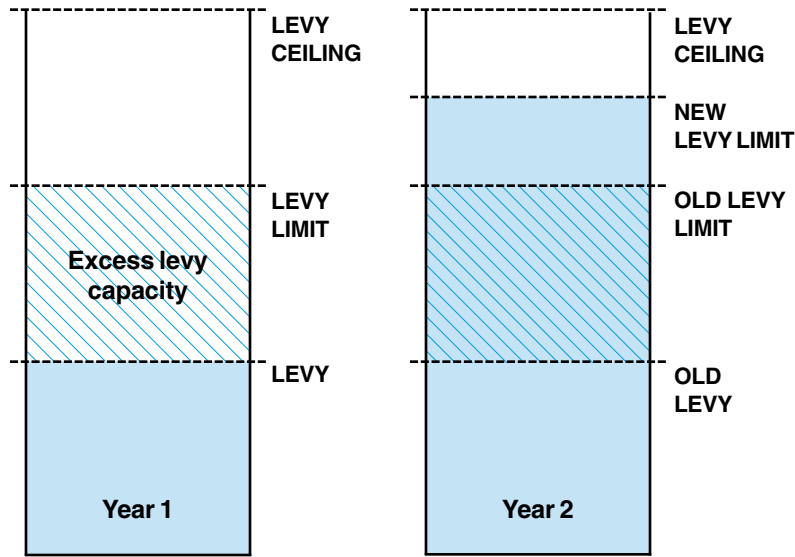 LEVY
CEILING
LEVY
LIMIT
Excess levy
capacity
LEVY
Year 1
LEVY
CEILING
NEW
LEVY LIMIT
OLD LEVY
LIMIT
OLD
LEVY
Year 2